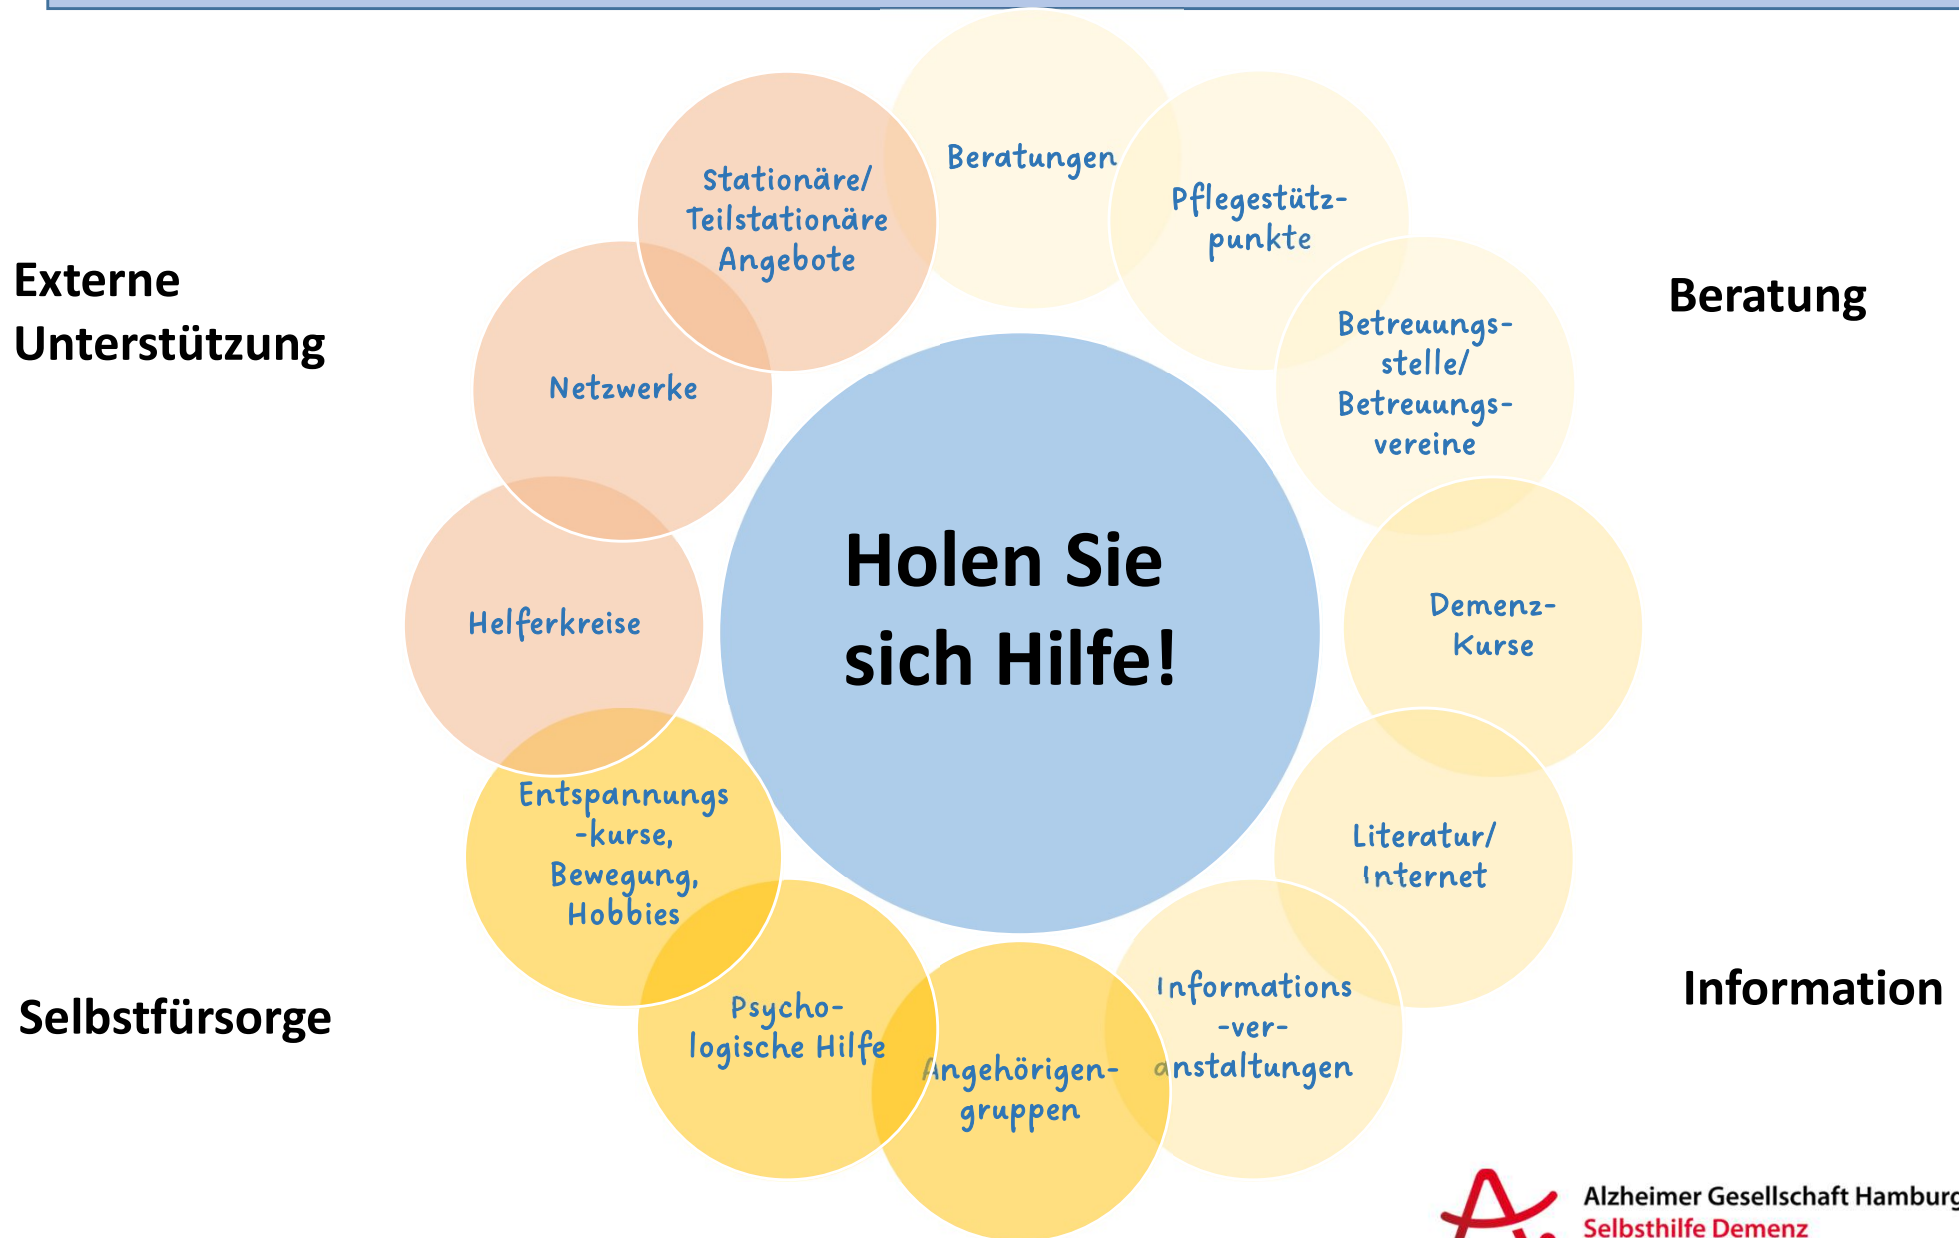 Beratungen
Pflegestütz-
punkte
Betreuungs-
stelle/
Betreuungs-
vereine
Beratung
Demenz-
Kurse
Literatur/
Internet
Informations
-ver-
anstaltungen
Information
Angehörigen-
gruppen
Psycho-
logische Hilfe
Entspannungs
-kurse,
Bewegung,
Hobbies
Selbstfürsorge
Helferkreise
Netzwerke
Stationäre/
Teilstationäre
Angebote
Externe
Unterstützung
Holen Sie
sich Hilfe!
Alzheimer Gesellschaft Hamburg
Selbsthilfe Demenz